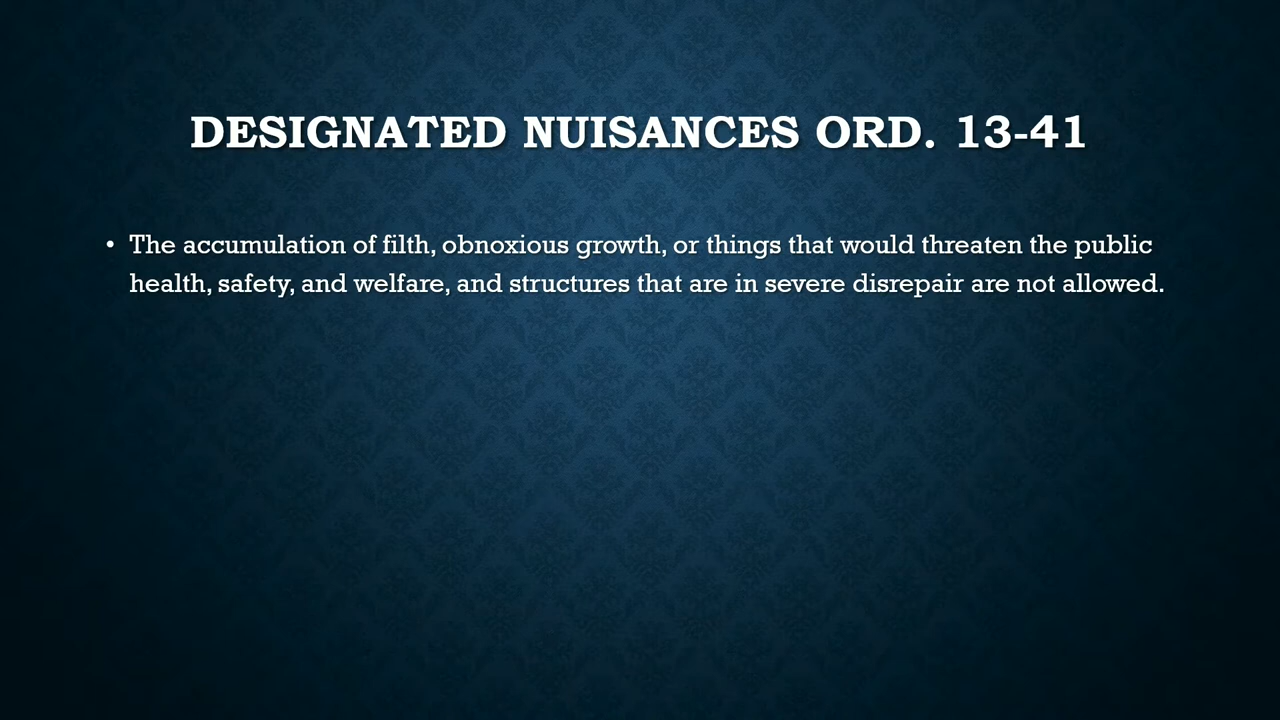 DESIGNATED NUISANCES ORD. 13-41
• The accumulation of filth, obnoxious growth, or things that would threaten the public
health, safety, and welfare, and structures that are in severe disrepair are not allowed.